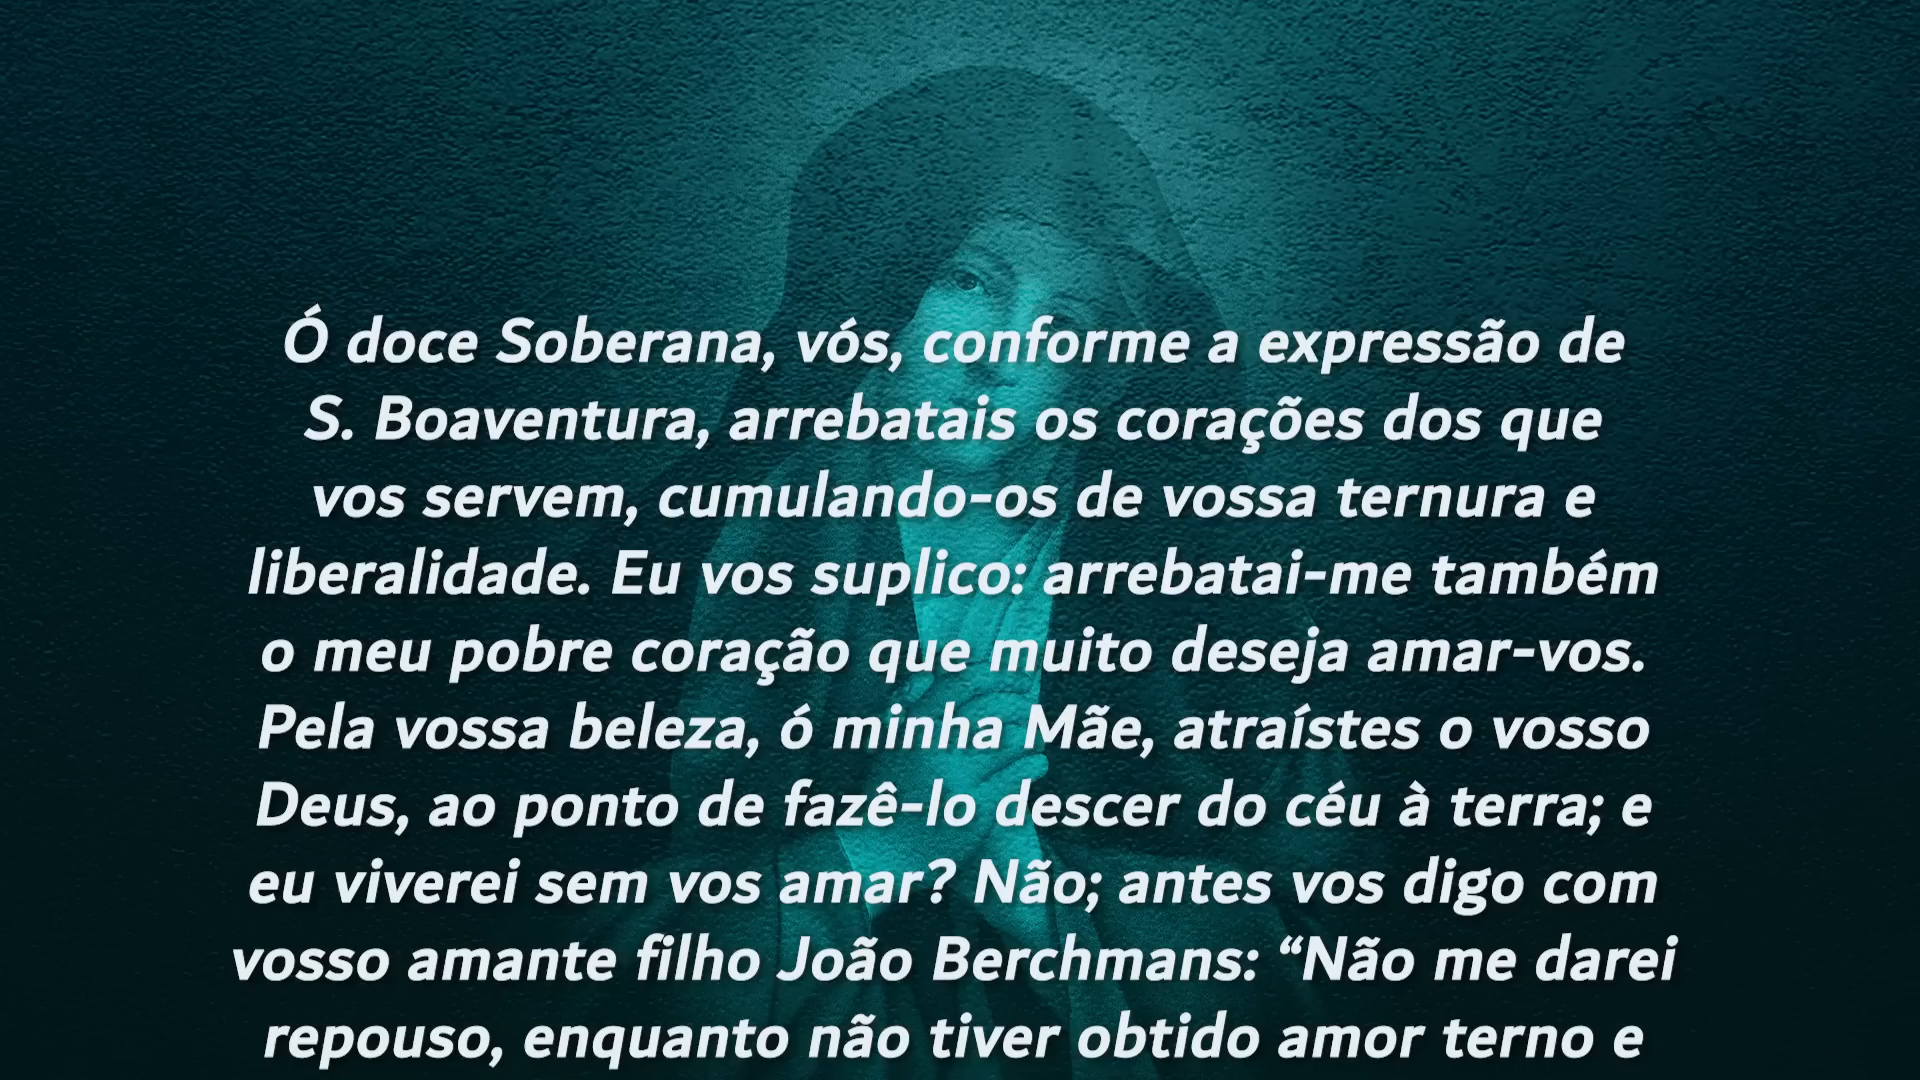 Ó doce Soberana, vós, conforme a expressão de
S. Boaventura, arrebatais os corações dos que
vos servem, cumulando-os de vossa ternura e
liberalidade. Eu vos suplico: arrebatai-me também
o meu pobre coração que muito deseja amar-vos.
Pela vossa beleza, ó minha Mãe, atraístes o vosso
Deus, ao ponto de fazê-lo descer do céu à terra; e
eu viverei sem vos amar? Não; antes vos digo com
vosso amante filho João Berchmans: “Não me darei
repouso, enquanto não tiver obtido amor terno e